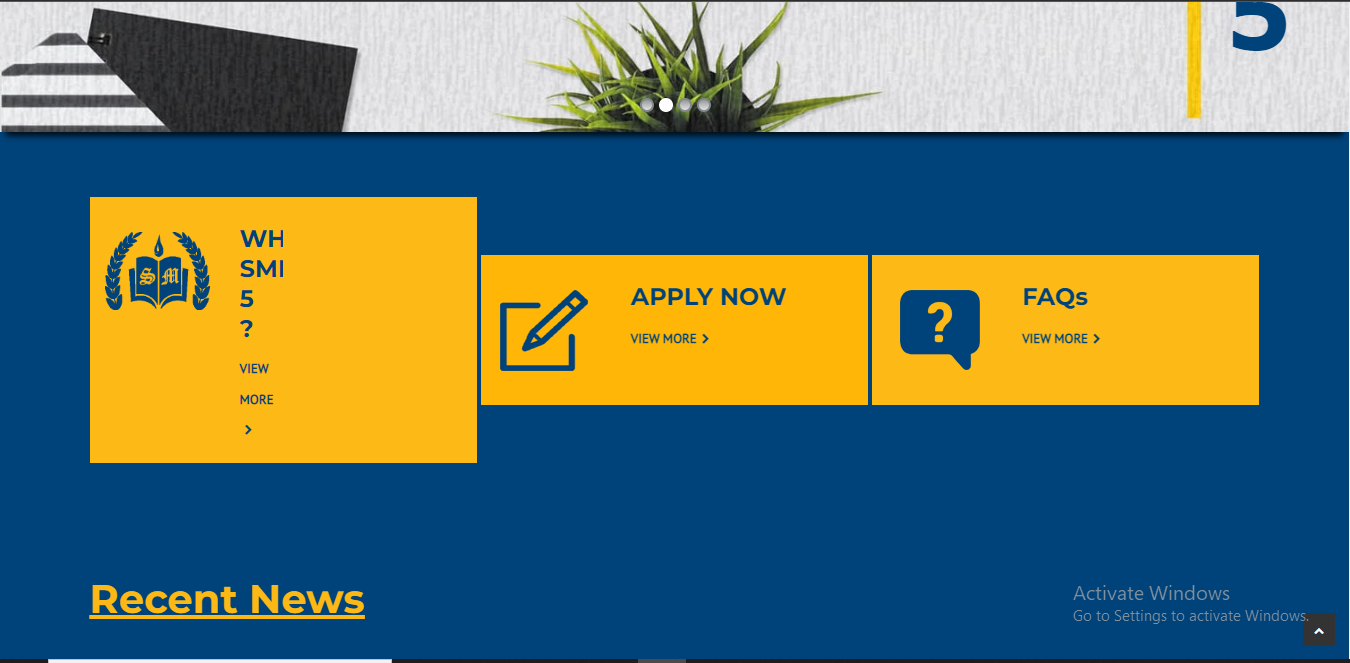 5
WH
SMI
5
?
VIEW
MORE
APPLY NOW
VIEW MORE
?
FAQs
VIEW MORE
S M
Recent News
Activate Windows
Go to Settings to activate Windows.